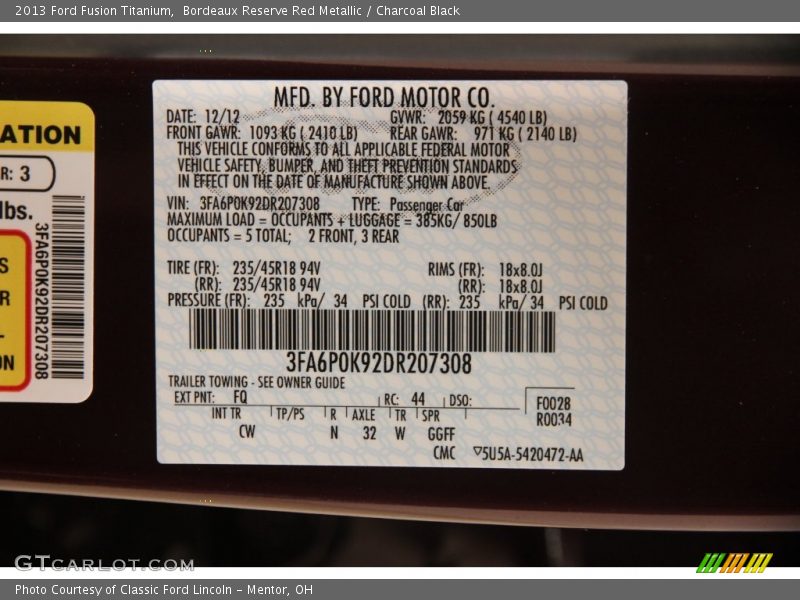 2013 Ford Fusion Titanium,  Bordeaux Reserve Red Metallic / Charcoal Black
ATION
R: 3
lbs.
S
R
ON
3FA6P0K92DR207308
MFD. BY FORD MOTOR CO.
DATE: 12/12 GVWR: 2059 KG ( 4540 LB)
FRONT GAWR: 1093 KG ( 2410 LB) REAR GAWR: 971 KG ( 2140 LB)
THIS VEHICLE CONFORMS TO ALL APPLICABLE FEDERAL MOTOR
VEHICLE SAFETY, BUMPER, AND THEFT PREVENTION STANDARDS
IN EFFECT ON THE DATE OF MANUFACTURE SHOWN ABOVE.
VIN: 3FA6P0K92DR207308 TYPE: Passenger Car
MAXIMUM LOAD = OCCUPANTS + LUGGAGE = 385KG/ 850LB
OCCUPANTS = 5 TOTAL; 2 FRONT, 3 REAR
TIRE (FR): 235/45R18 94V RIMS (FR): 18x8.0J
(RR): 235/45R18 94V (RR): 18x8.0J
PRESSURE (FR): 235 kPa/ 34 PSI COLD (RR): 235 kPa/ 34 PSI COLD
3FA6P0K92DR207308
TRAILER TOWING - SEE OWNER GUIDE
EXT PNT: FQ RC: 44 DSO:
F0028
R0034
INT TR TP/PS R AXLE TR SPR
CW N 32 W GGFF
CMC ▽5U5A-5420472-AA
GTCARLOT.COM
Photo Courtesy of Classic Ford Lincoln - Mentor, OH